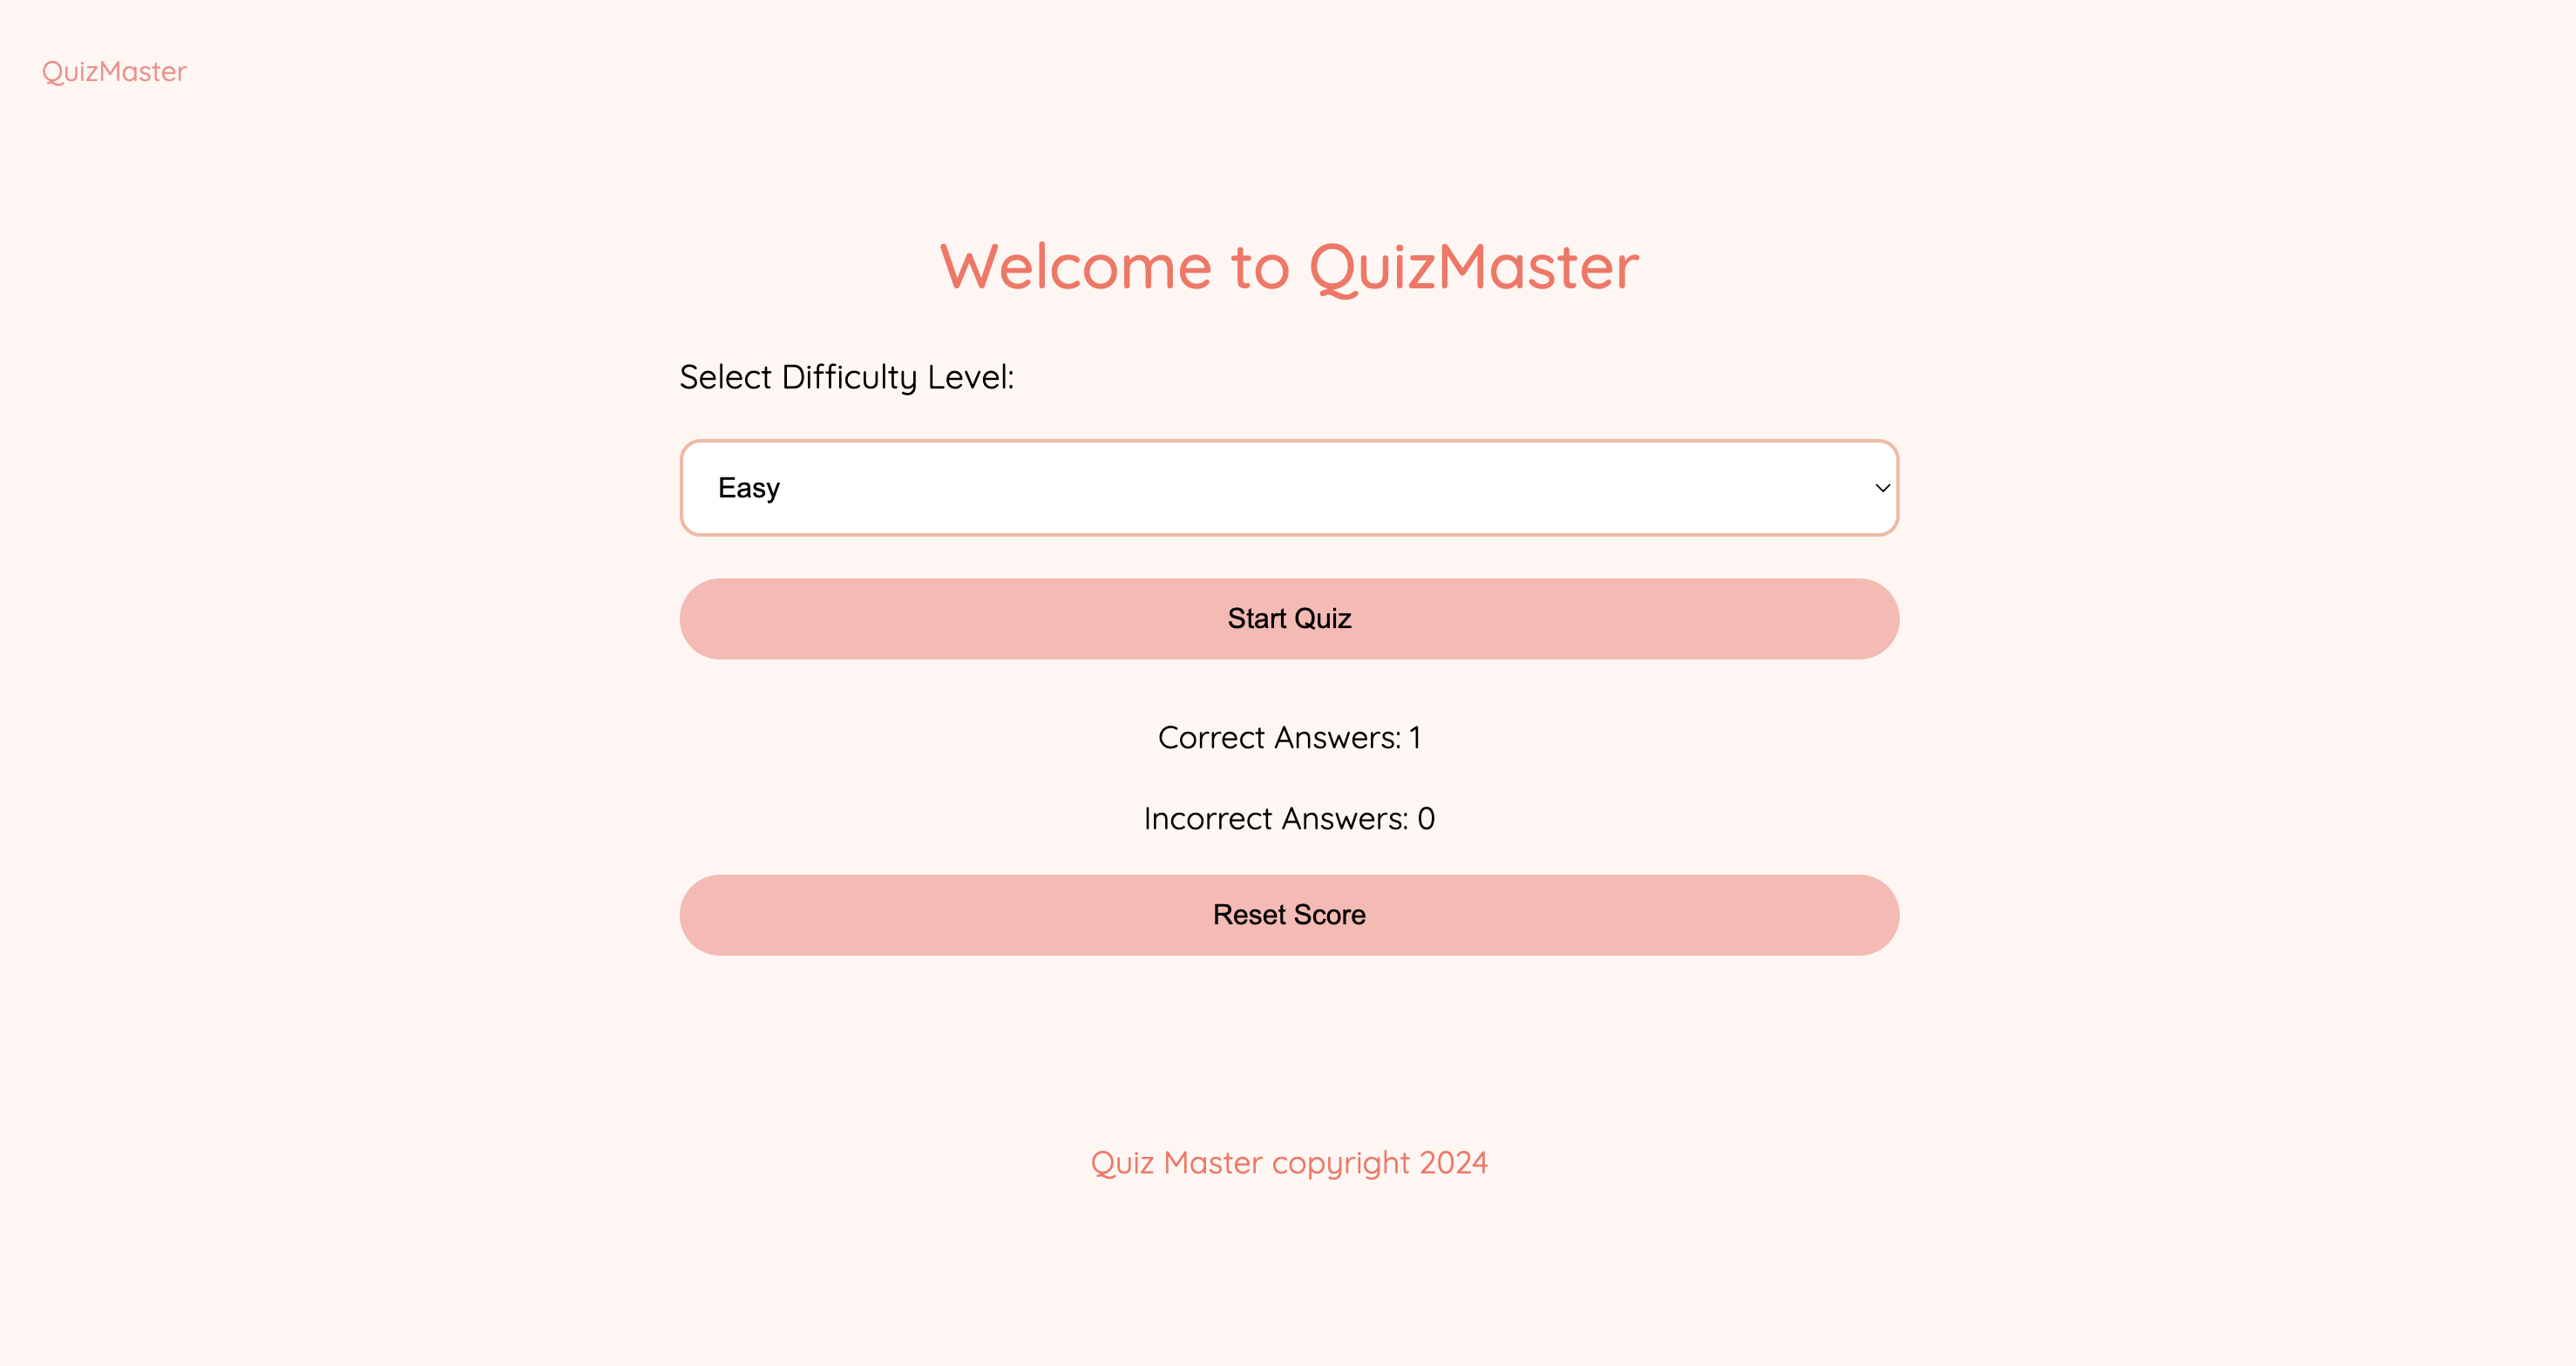 QuizMaster
Welcome to QuizMaster
Select Difficulty Level:
Easy
Start Quiz
Correct Answers: 1
Incorrect Answers: 0
Reset Score
Quiz Master copyright 2024